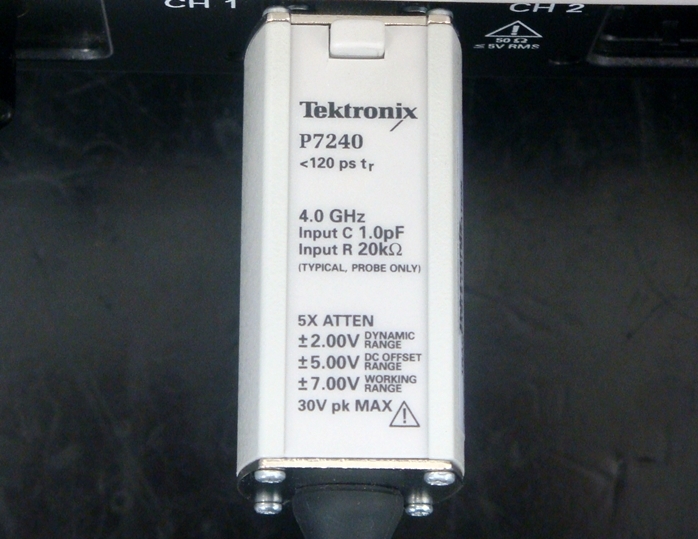 CH 1
CH 2
50 Ω
≤ 5V RMS
Tektronix
P7240
<120 ps tr
4.0 GHz
Input C 1.0pF
Input R 20kΩ
(TYPICAL, PROBE ONLY)
5X ATTEN
±2.00V DYNAMIC RANGE
±5.00V DC OFFSET RANGE
±7.00V WORKING RANGE
30V pk MAX